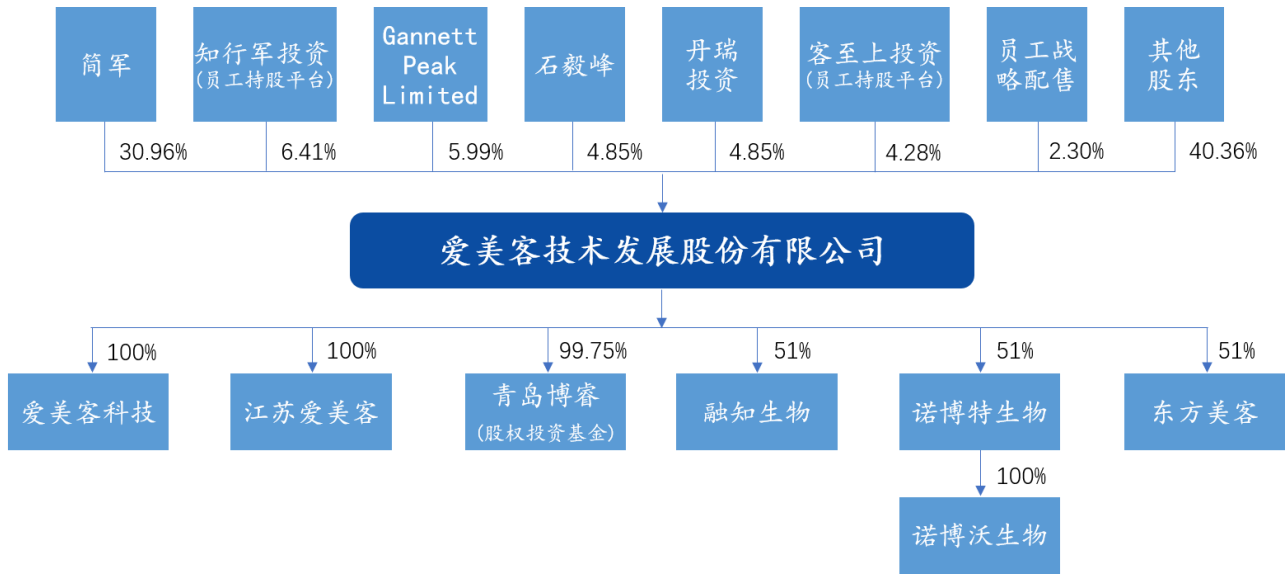 简军
知行军投资
(员工持股平台)
Gannett
Peak
Limited
石毅峰
丹瑞
投资
客至上投资
(员工持股平台)
员工战
略配售
其他
股东
30.96%
6.41%
5.99%
4.85%
4.85%
4.28%
2.30%
40.36%
爱美客技术发展股份有限公司
100%
100%
99.75%
51%
51%
51%
爱美客科技
江苏爱美客
青岛博睿
(股权投资基金)
融知生物
诺博特生物
东方美客
100%
诺博沃生物